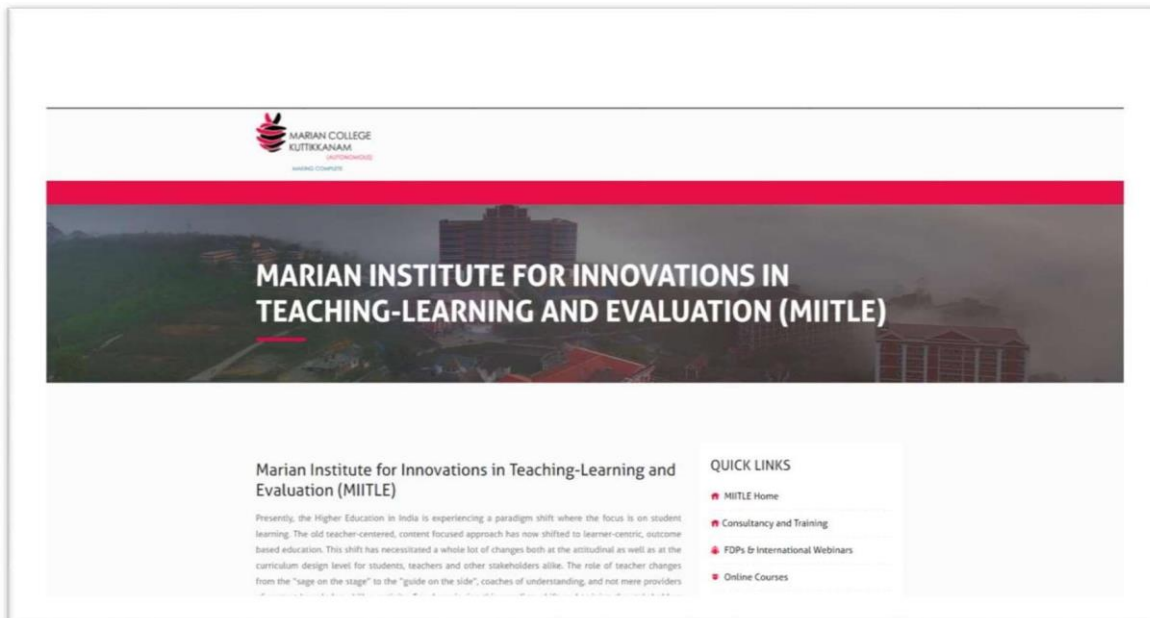 MARIAN COLLEGE
KUTTIKKANAM
(AUTONOMOUS)
MAKING COMPLETE
MARIAN INSTITUTE FOR INNOVATIONS IN
TEACHING-LEARNING AND EVALUATION (MIITLE)
Marian Institute for Innovations in Teaching-Learning and
Evaluation (MIITLE)
Presently, the Higher Education in India is experiencing a paradigm shift where the focus is on student
learning. The old teacher-centered, content focused approach has now shifted to learner-centric, outcome
based education. This shift has necessitated a whole lot of changes both at the attitudinal as well as at the
curriculum design level for students, teachers and other stakeholders alike. The role of teacher changes
from the "sage on the stage" to the "guide on the side", coaches of understanding, and not mere providers
QUICK LINKS
MIITLE Home
Consultancy and Training
FDPs & International Webinars
Online Courses